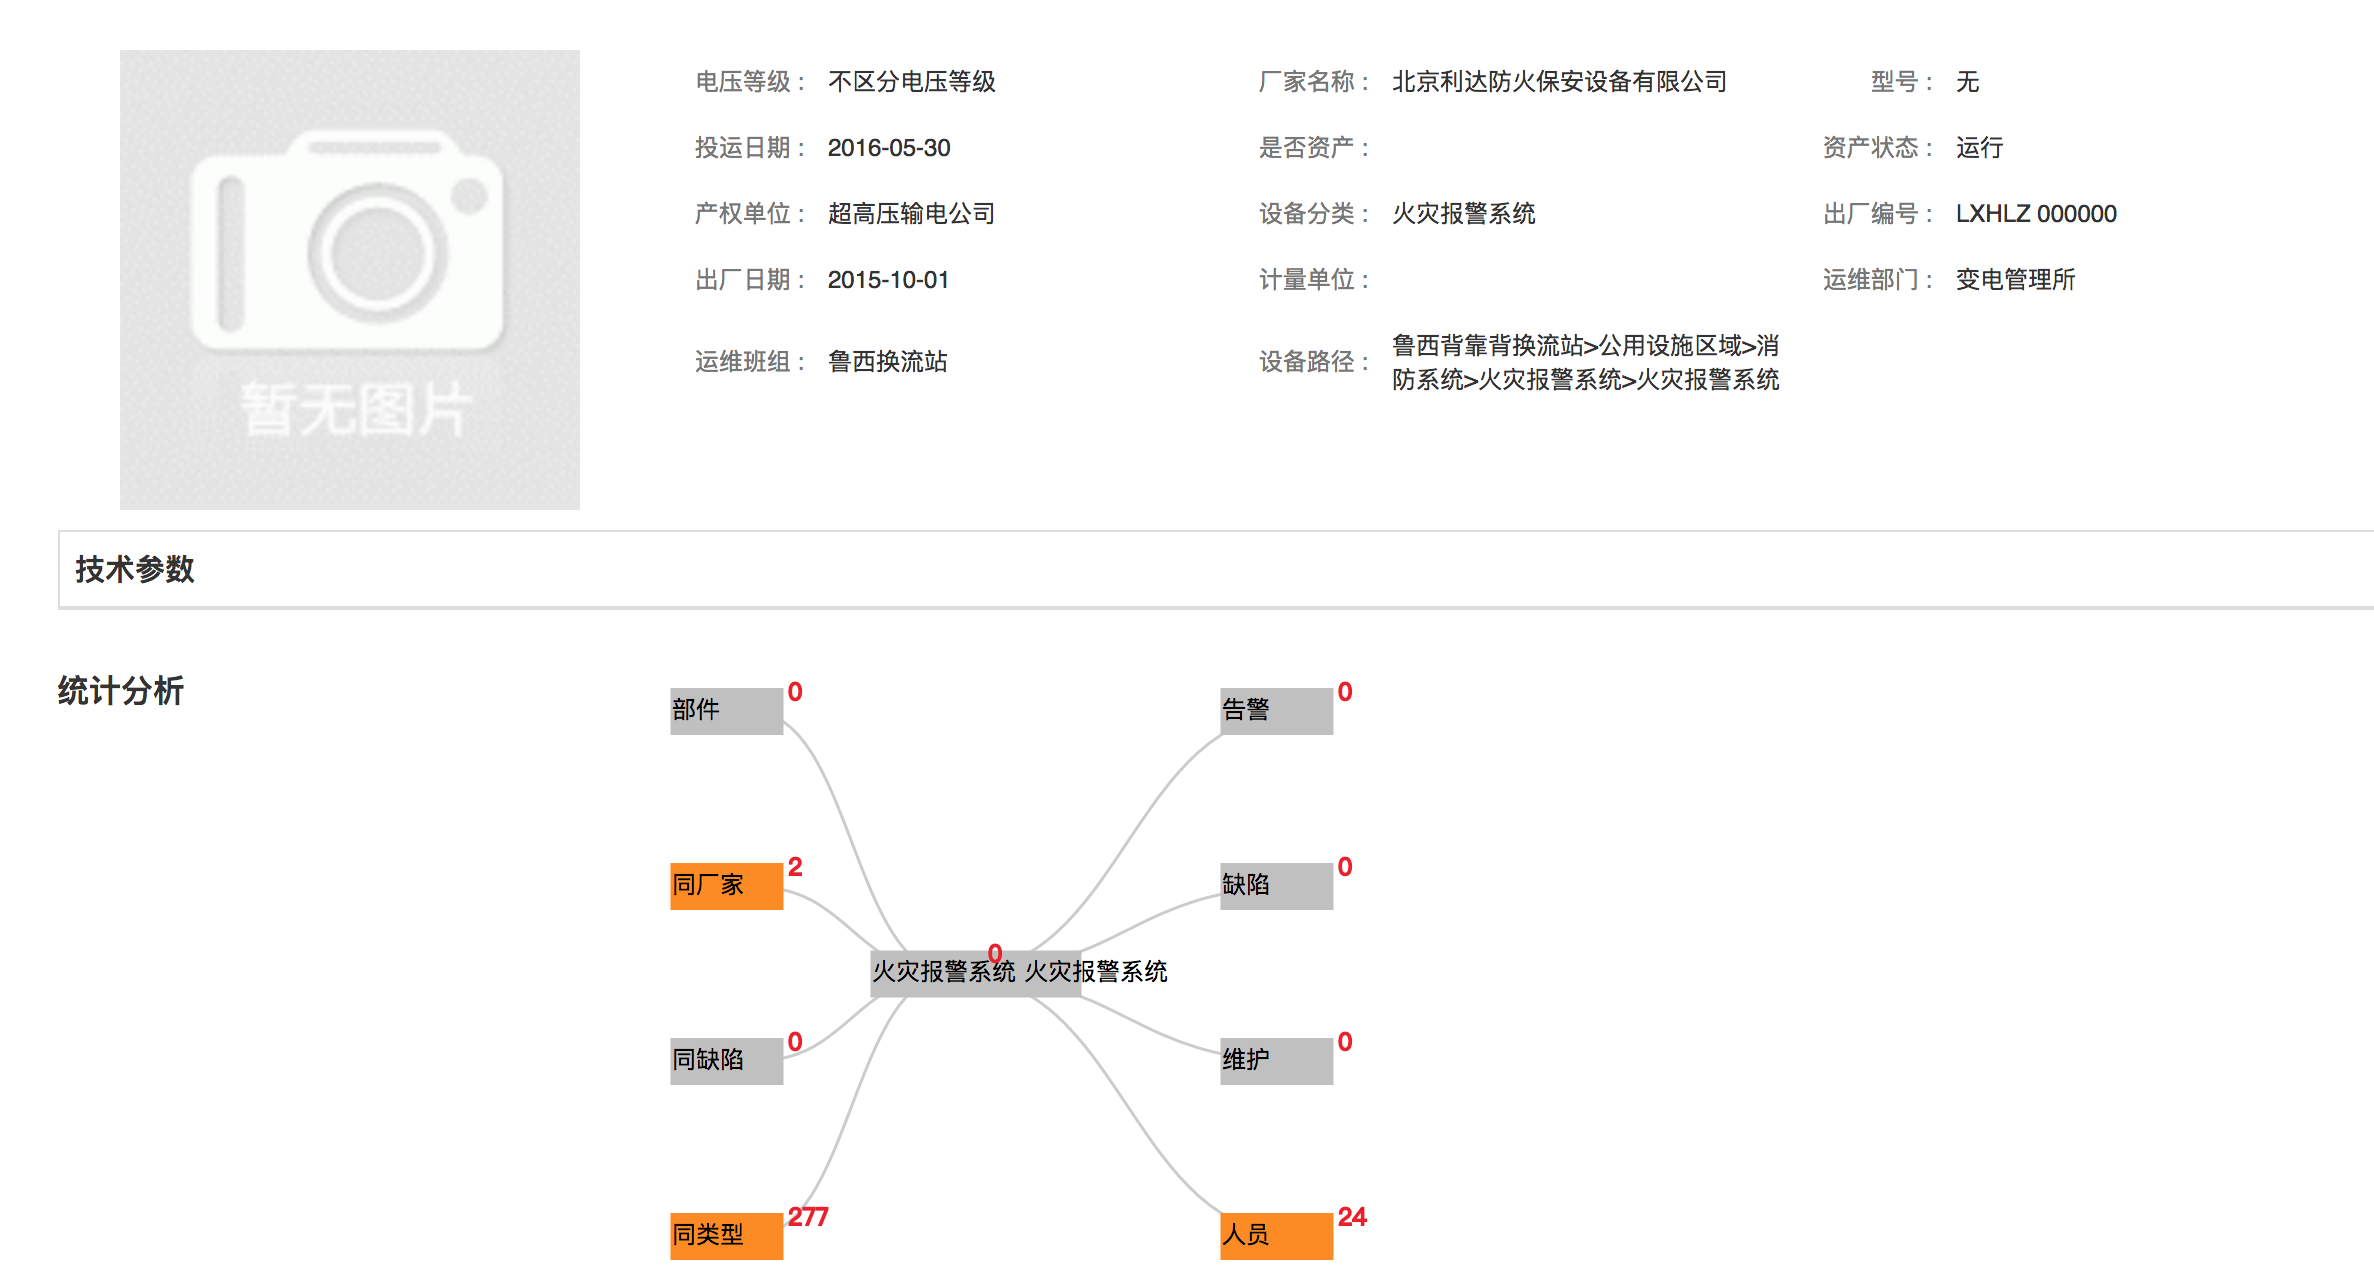 暂无图片
电压等级： 不区分电压等级 厂家名称： 北京利达防火保安设备有限公司 型号： 无
投运日期： 2016-05-30 是否资产： 资产状态： 运行
产权单位： 超高压输电公司 设备分类： 火灾报警系统 出厂编号： LXHLZ 000000
出厂日期： 2015-10-01 计量单位： 运维部门： 变电管理所
运维班组： 鲁西换流站 设备路径： 鲁西背靠背换流站>公用设施区域>消
防系统>火灾报警系统>火灾报警系统
技术参数
统计分析
部件 0 告警 0
同厂家 2 缺陷 0
0
火灾报警系统 火灾报警系统
同缺陷 0 维护 0
同类型 277 人员 24